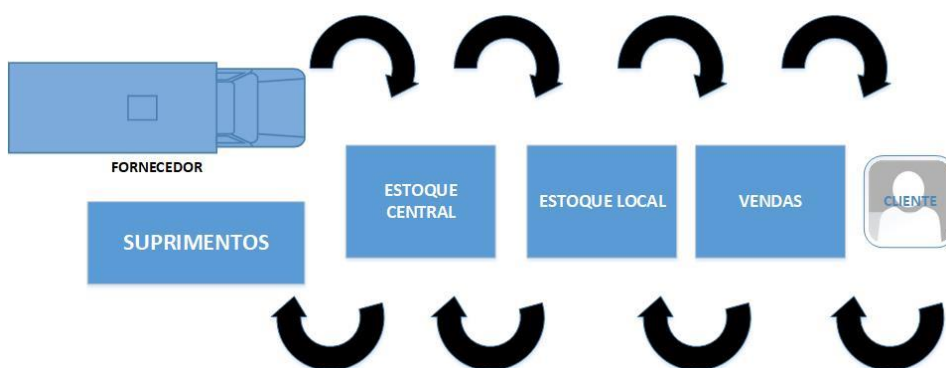 FORNECEDOR
SUPRIMENTOS
ESTOQUE
CENTRAL
ESTOQUE LOCAL
VENDAS
CLIENTE